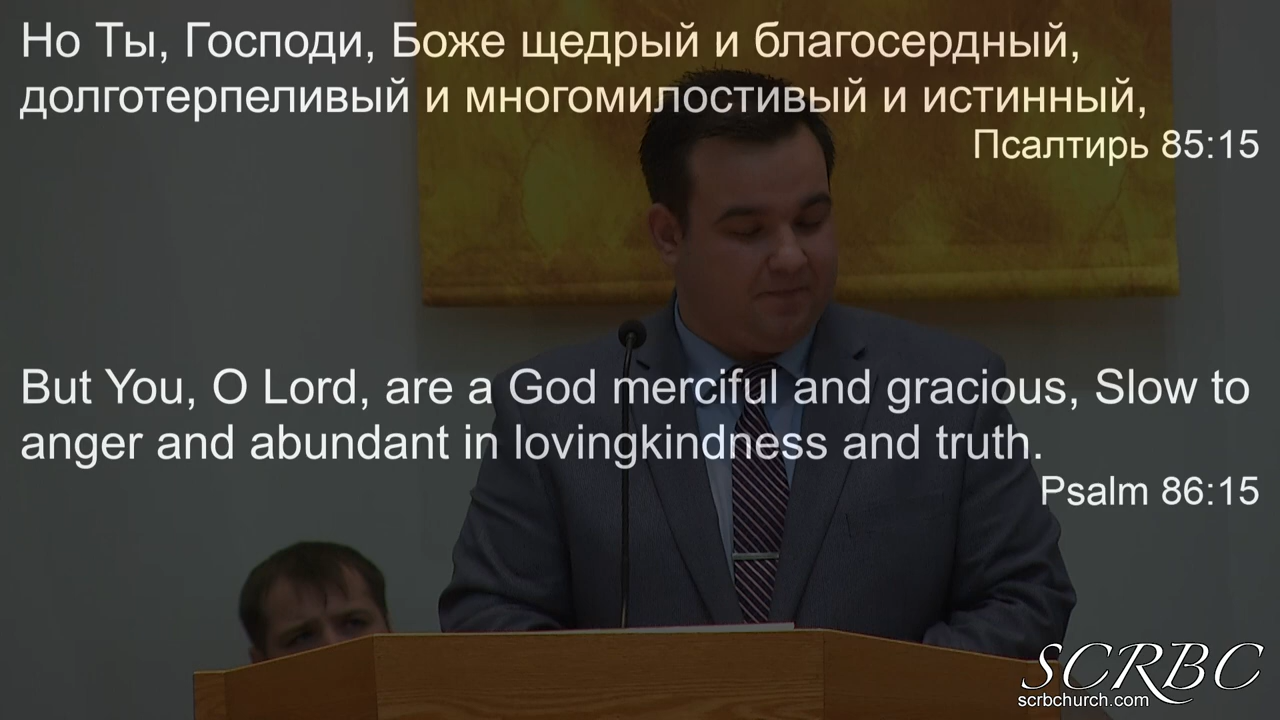 Но Ты, Господи, Боже щедрый и благосердный,
долготерпеливый и многомилостивый и истинный,
Псалтирь 85:15
But You, O Lord, are a God merciful and gracious, Slow to
anger and abundant in lovingkindness and truth.
Psalm 86:15
SCRBC
scrbchurch.com